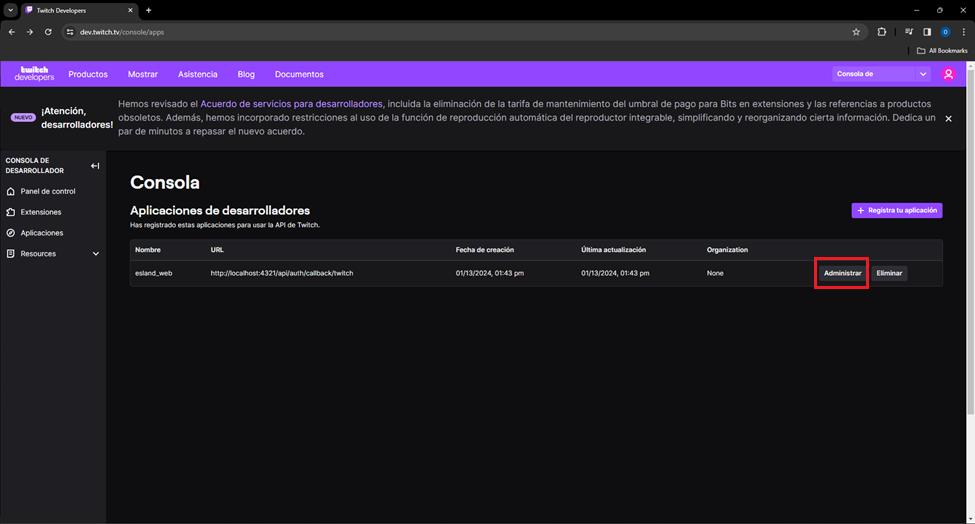 Twitch Developers
dev.twitch.tv/console/apps
All Bookmarks
twitch
developers
Productos
Mostrar
Asistencia
Blog
Documentos
Consola de
NUEVO
¡Atención,
desarrolladores!
Hemos revisado el Acuerdo de servicios para desarrolladores, incluida la eliminación de la tarifa de mantenimiento del umbral de pago para Bits en extensiones y las referencias a productos
obsoletos. Además, hemos incorporado restricciones al uso de la función de reproducción automática del reproductor integrable, simplificando y reorganizando cierta información. Dedica un
par de minutos a repasar el nuevo acuerdo.
CONSOLA DE
DESARROLLADOR
Panel de control
Extensiones
Aplicaciones
Resources
Consola
Aplicaciones de desarrolladores
Has registrado estas aplicaciones para usar la API de Twitch.
+ Registra tu aplicación
Nombre URL Fecha de creación Última actualización Organization
esland_web http://localhost:4321/api/auth/callback/twitch 01/13/2024, 01:43 pm 01/13/2024, 01:43 pm None Administrar Eliminar